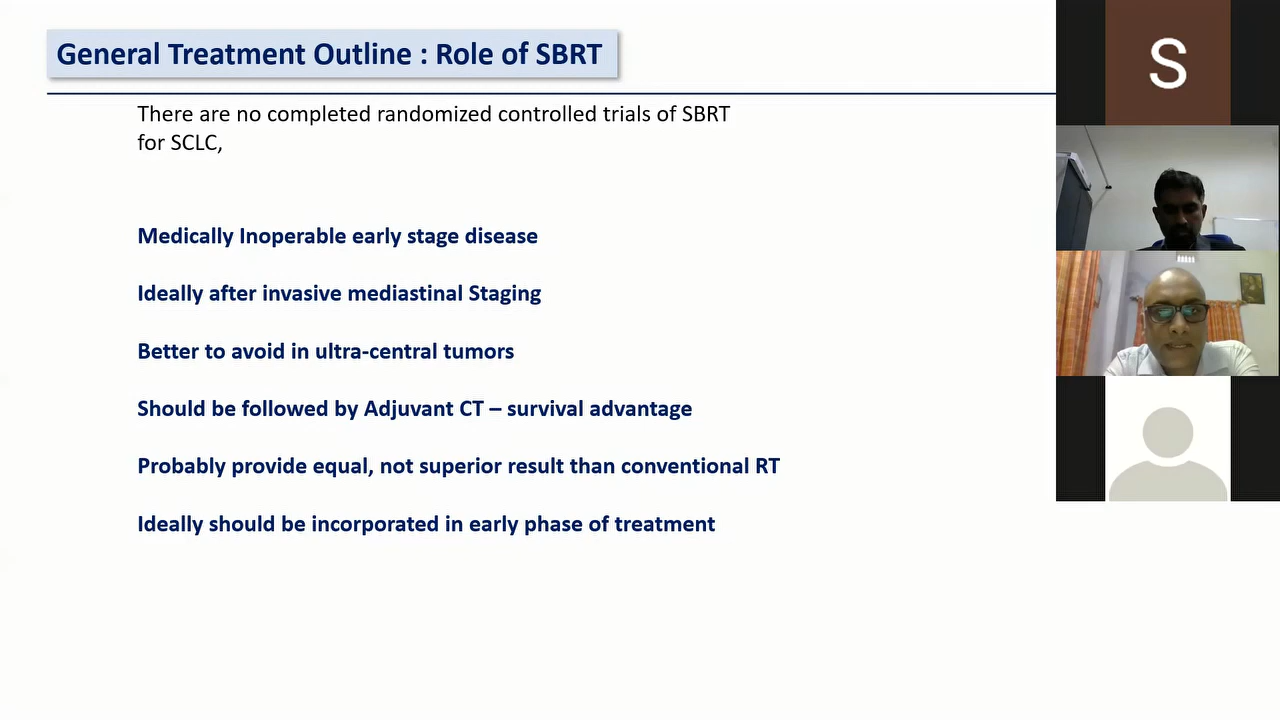 General Treatment Outline : Role of SBRT
There are no completed randomized controlled trials of SBRT
for SCLC,
Medically Inoperable early stage disease
Ideally after invasive mediastinal Staging
Better to avoid in ultra-central tumors
Should be followed by Adjuvant CT – survival advantage
Probably provide equal, not superior result than conventional RT
Ideally should be incorporated in early phase of treatment
S